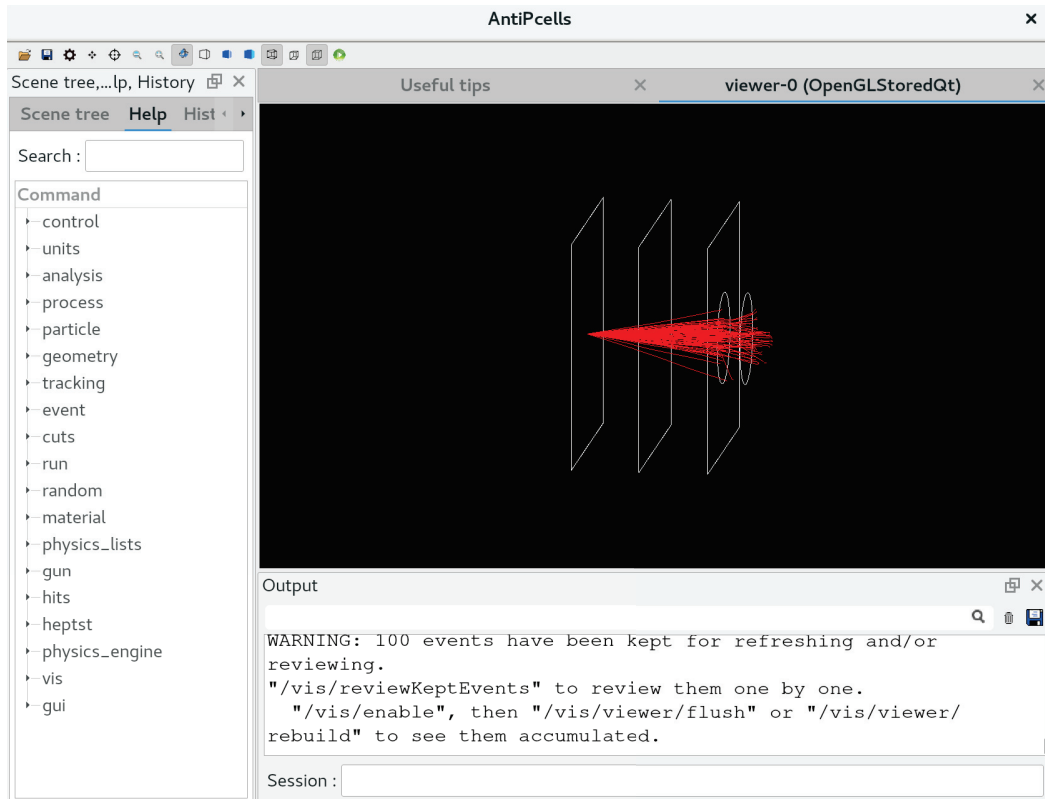 AntiPcells
Scene tree,...lp, History
Useful tips
viewer-0 (OpenGLStoredQt)
Scene tree Help Hist
Search :
Command
control
units
analysis
process
particle
geometry
tracking
event
cuts
run
random
material
physics_lists
gun
hits
heptst
physics_engine
vis
gui
Output
WARNING: 100 events have been kept for refreshing and/or
reviewing.
"/vis/reviewKeptEvents" to review them one by one.
"/vis/enable", then "/vis/viewer/flush" or "/vis/viewer/
rebuild" to see them accumulated.
Session :